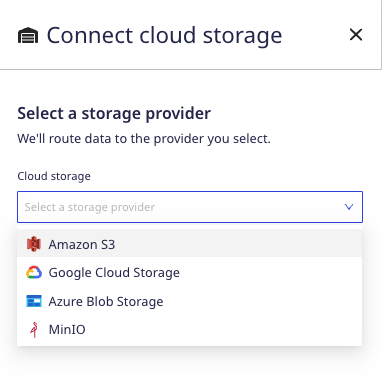 Connect cloud storage
Select a storage provider
We'll route data to the provider you select.
Cloud storage
Select a storage provider
Amazon S3
Google Cloud Storage
Azure Blob Storage
MinIO